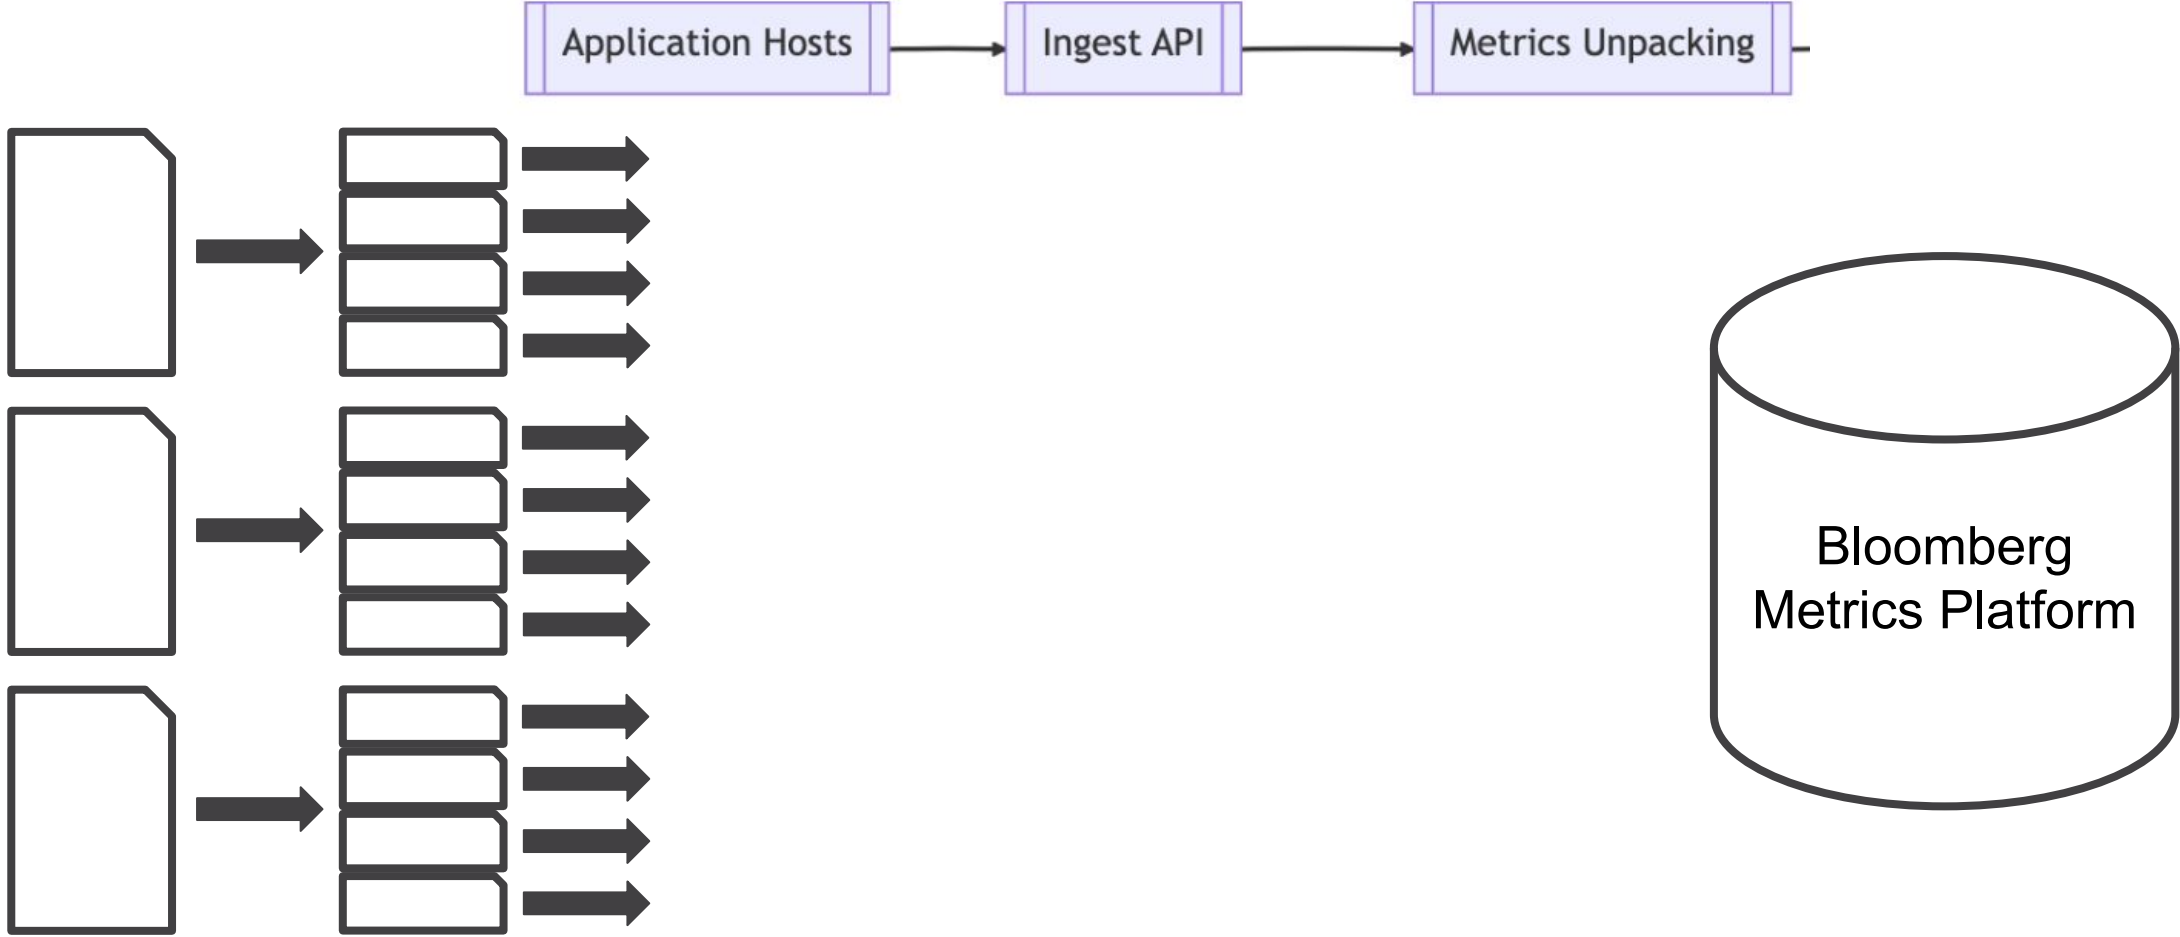 Application Hosts
Ingest API
Metrics Unpacking
Bloomberg
Metrics Platform